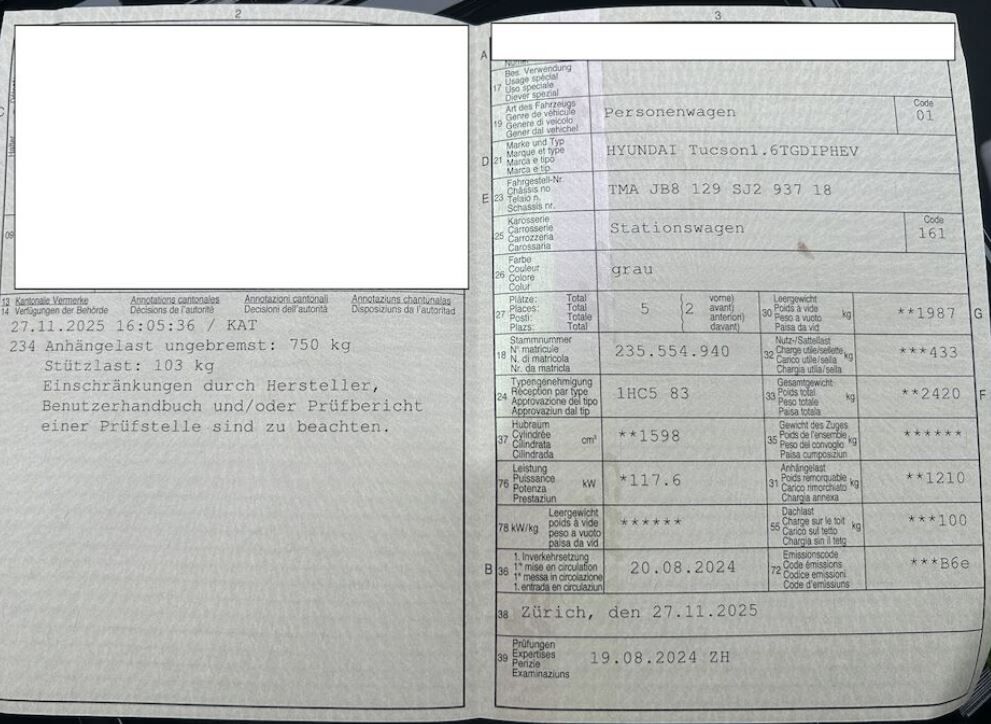 2
09
13 Kantonale Vermerke Annotations cantonales Annotazioni cantonali Annotaziuns chantunalas
14 Verfügungen der Behörde Décisions de l'autorité Decisioni dell'autorità Disposiziuns da l'autoritad
27.11.2025 16:05:36 / KAT
234 Anhängelast ungebremst: 750 kg
Stützlast: 103 kg
Einschränkungen durch Hersteller,
Benutzerhandbuch und/oder Prüfbericht
einer Prüfstelle sind zu beachten.
3
A
17 Bes. Verwendung
Usage spécial
Uso speciale
Diever spezial
19 Art des Fahrzeugs
Genre de véhicule
Genere di veicolo
Gener dal vehichel
Personenwagen
Code
01
D 21 Marke und Typ
Marque et type
Marca e tipo
Marca e tip
HYUNDAI Tucson1.6TGDIPHEV
E 23 Fahrgestell-Nr.
Châssis no
Telaio n.
Schassis nr.
TMA JB8 129 SJ2 937 18
25 Karosserie
Carrosserie
Carrozzeria
Carossaria
Stationswagen
Code
161
26 Farbe
Couleur
Colore
Colur
grau
27 Plätze: Total
Places: Total
Posti: Totale
Plazs: Total
5 (2 vorne)
avant)
anteriori)
davant)
30 Leergewicht
Poids à vide
Peso a vuoto
Paisa da vid
kg
**1987 G
18 Stammnummer
N° matricule
N. di matricola
Nr. da matricla
235.554.940
32 Nutz-/Sattellast
Charge utile/sellette
Carico utile/sella
Chargia utila/sella
kg
***433
24 Typengenehmigung
Réception par type
Approvazione del tipo
Approvaziun dal tip
1HC5 83
33 Gesamtgewicht
Poids total
Peso totale
Paisa totala
kg
**2420 F
37 Hubraum
Cylindrée
Cilindrata
Cilindrada
cm³
**1598
35 Gewicht des Zuges
Poids de l'ensemble
Peso del convoglio
Paisa cumposiziun
kg
******
76 Leistung
Puissance
Potenza
Prestaziun
kW
*117.6
31 Anhängelast
Poids remorquable
Carico rimorchiato
Chargia annexa
kg
**1210
78 kW/kg Leergewicht
poids à vide
peso a vuoto
paisa da vid
******
55 Dachlast
Charge sur le toit
Carico sul tetto
Chargia sin il tetg
kg
***100
B 36 1. Inverkehrsetzung
1re mise en circulation
1a messa in circolazione
1. entrada en circulaziun
20.08.2024
72 Emissionscode
Code émissions
Codice emissioni
Code d'emissiuns
***B6e
38 Zürich, den 27.11.2025
39 Prüfungen
Expertises
Perizie
Examinaziuns
19.08.2024 ZH